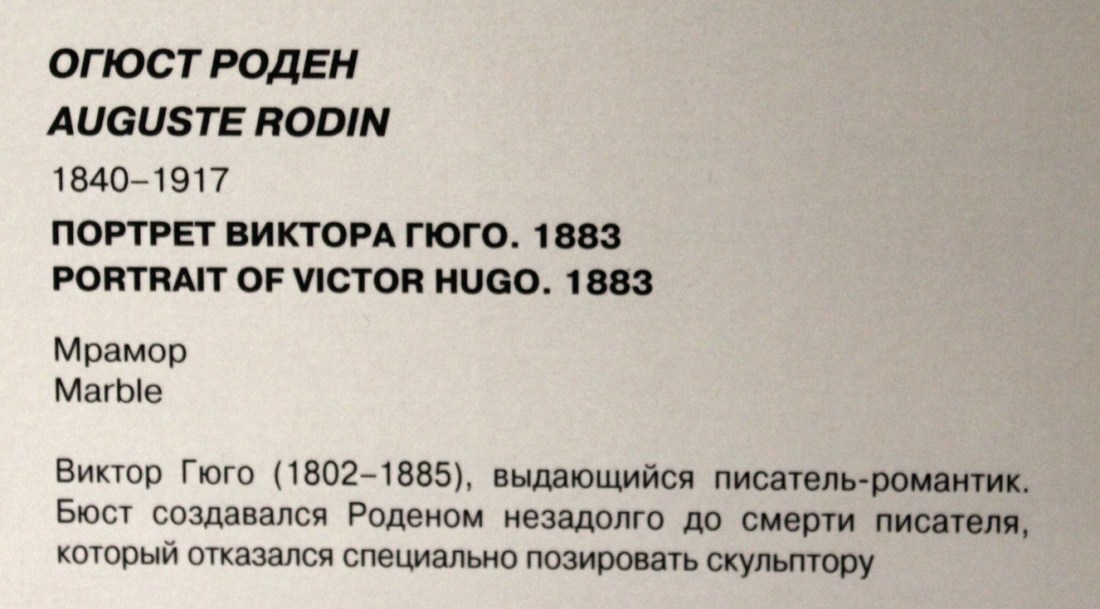 ОГЮСТ РОДЕН
AUGUSTE RODIN
1840–1917
ПОРТРЕТ ВИКТОРА ГЮГО. 1883
PORTRAIT OF VICTOR HUGO. 1883
Мрамор
Marble
Виктор Гюго (1802–1885), выдающийся писатель-романтик.
Бюст создавался Роденом незадолго до смерти писателя,
который отказался специально позировать скульптору